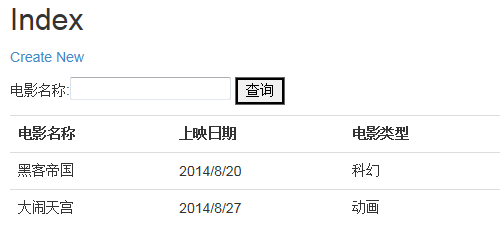 Index
Create New
电影名称: 查询
电影名称 上映日期 电影类型
黑客帝国 2014/8/20 科幻
大闹天宫 2014/8/27 动画